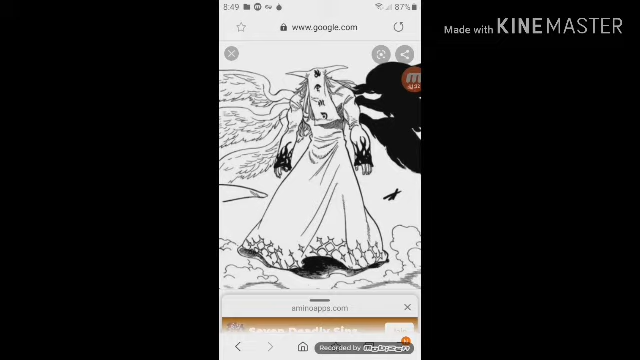 8:49
87%
Made with KINEMASTER
www.google.com
aminoapps.com
Seven Deadly Sins
Recorded by